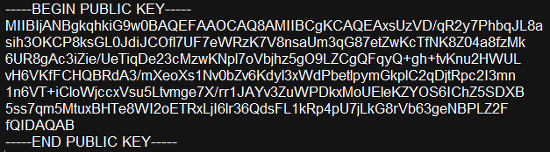 -----BEGIN PUBLIC KEY-----
MIIBIjANBgkqhkiG9w0BAQEFAAOCAQ8AMIIBCgKCAQEAxsUzVD/qR2y7PhbqJL8a
sih3OKCP8ksGL0JdiJCOfI7UF7eWRzK7V8nsaUm3qG87etZwKcTfNK8Z04a8fzMk
6UR8gAc3iZie/UeTiqDe23cMzwKNpl7oVbjhz5gO9LZCgQFqyQ+gh+tvKnu2HWUL
vH6VKfFCHQBRdA3/mXeoXs1Nv0bZv6Kdyl3xWdPbetlpymGkplC2qDjtRpc2I3mn
1n6VT+iCloWjccxVsu5Ltvmge7X/rr1JAYv3ZuWPDkxMoUEleKZYOS6IChZ5SDXB
5ss7qm5MtuxBHTe8WI2oETRxLjI6lr36QdsFL1kRp4pU7jLkG8rVb63geNBPLZ2F
fQIDAQAB
-----END PUBLIC KEY-----